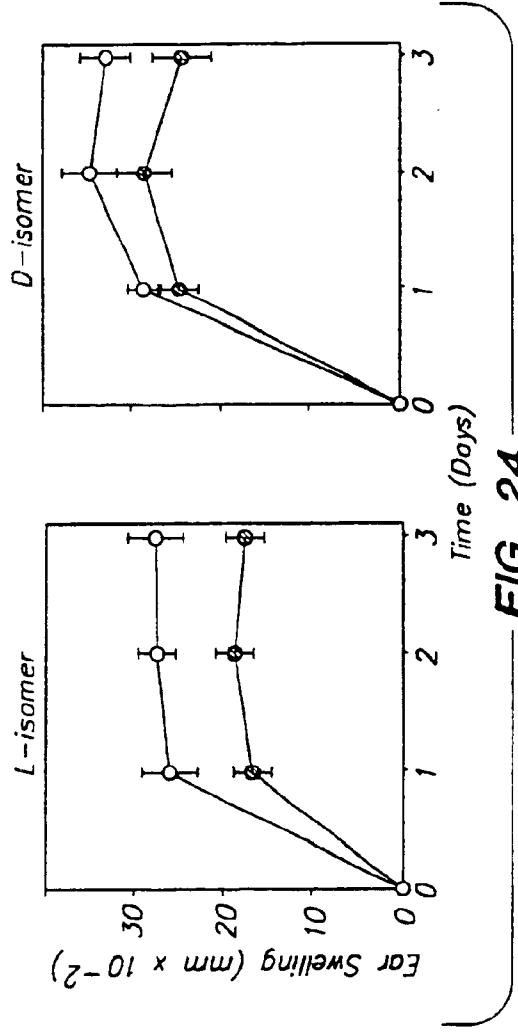 L-isomer
D-isomer
Ear Swelling (mm x 10⁻²)
30
20
10
0
0 1 2 3
0 1 2 3
Time (Days)
FIG. 24